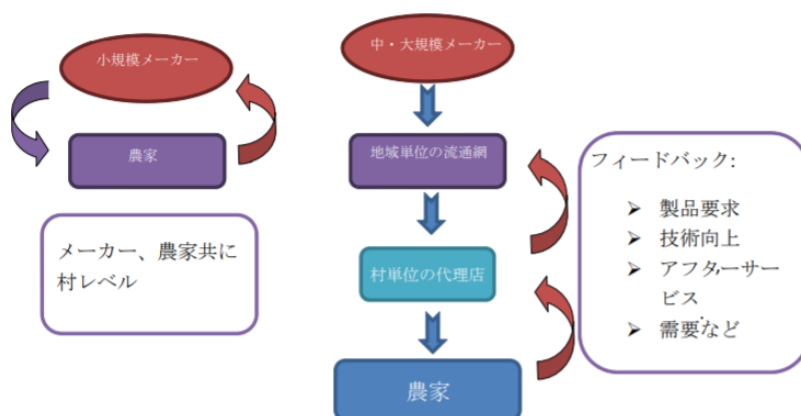 小規模メーカー
農家
メーカー、農家共に
村レベル
中・大規模メーカー
地域単位の流通網
村単位の代理店
農家
フィードバック:
➢ 製品要求
➢ 技術向上
➢ アフターサー
ビス
➢ 需要など